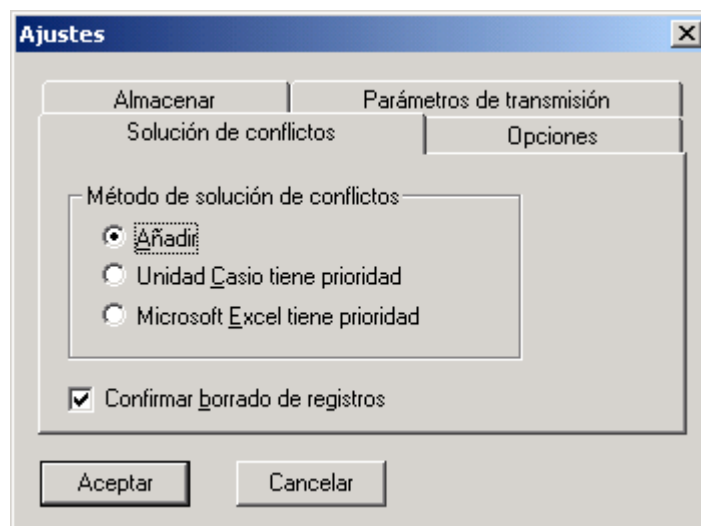 Ajustes
Almacenar Parámetros de transmisión
Solución de conflictos Opciones
Método de solución de conflictos
Añadir
Unidad Casio tiene prioridad
Microsoft Excel tiene prioridad
Confirmar borrado de registros
Aceptar Cancelar